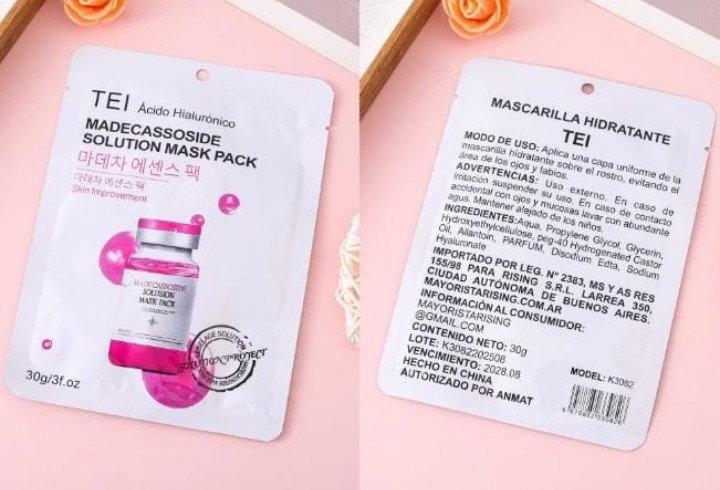 TEI Ácido Hialurónico
MADECASSOSIDE
SOLUTION MASK PACK
마데차 에센스 팩
마데차 에센스 팩
Skin Improvement
MADECASSOSIDE
SOLUSION
MASK PACK
30g/3f.oz
MASCARILLA HIDRATANTE
TEI
MODO DE USO: Aplica una capa uniforme de la
mascarilla hidratante sobre el rostro, evitando el
área de los ojos y labios.
ADVERTENCIAS: Uso externo. En caso de
irritación suspender su uso. En caso de contacto
accidental con ojos y mucosas lavar con abundante
agua. Mantener alejado de los niños.
INGREDIENTES:Aqua, Propylene Glycol, Glycerin,
Hydroxyethylcellulose, peg-40 Hydrogenated Castor
Oil, Allantoin, PARFUM, Disodium Edta, Sodium
Hyaluronate
IMPORTADO POR LEG. N° 2383, MS Y AS RES
155/98 PARA RISING S.R.L. LARREA 350,
CIUDAD AUTÓNOMA DE BUENOS AIRES.
MAYORISTARISING.COM.AR
INFORMACIÓN AL CONSUMIDOR:
MAYORISTARISING
@GMAIL.COM
CONTENIDO NETO: 30g
LOTE: K3082202508
VENCIMIENTO: 2028.08
HECHO EN CHINA
AUTORIZADO POR ANMAT
MODEL: K3082